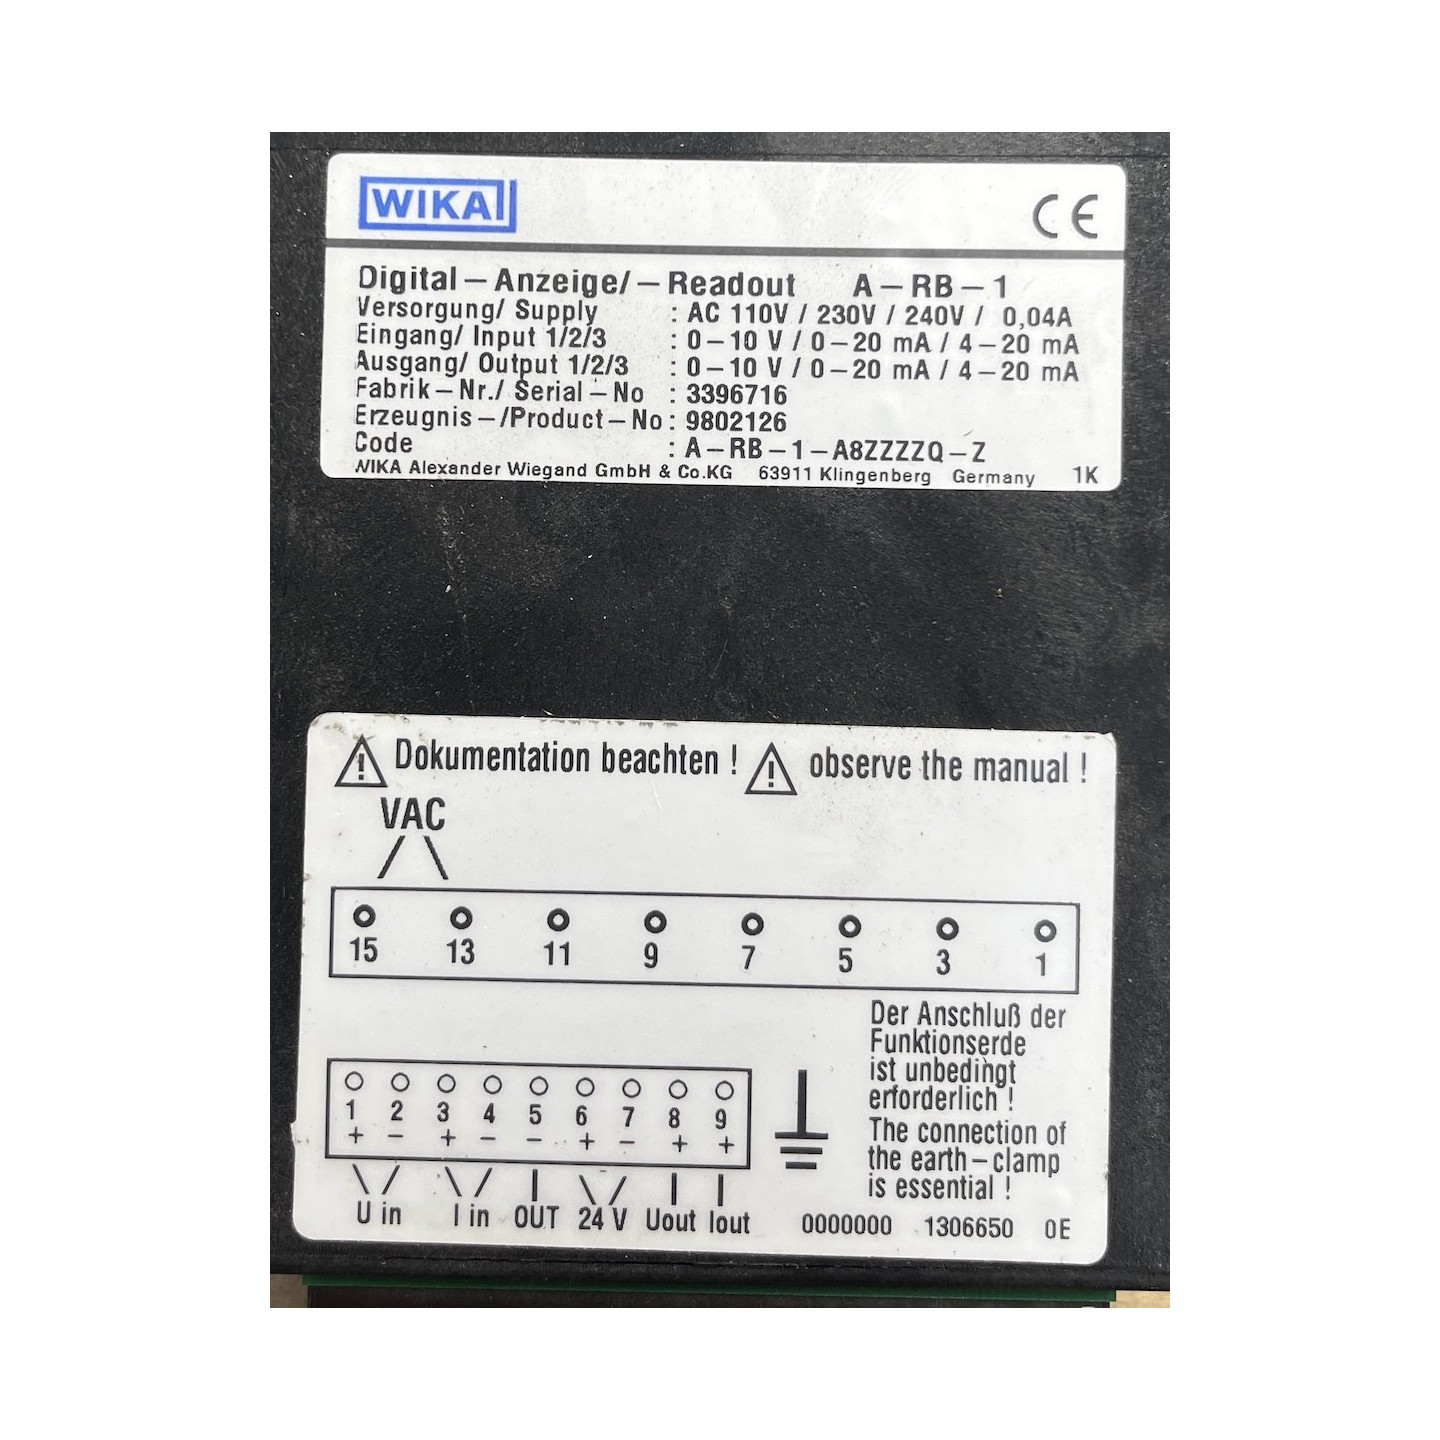 WIKA CE
Digital – Anzeige/ – Readout A – RB – 1
Versorgung/ Supply : AC 110V / 230V / 240V / 0,04A
Eingang/ Input 1/2/3 : 0 – 10 V / 0 – 20 mA / 4 – 20 mA
Ausgang/ Output 1/2/3 : 0 – 10 V / 0 – 20 mA / 4 – 20 mA
Fabrik – Nr./ Serial – No : 3396716
Erzeugnis – /Product – No : 9802126
Code : A – RB – 1 – A8ZZZZQ – Z
WIKA Alexander Wiegand GmbH & Co.KG 63911 Klingenberg Germany 1K
Dokumentation beachten ! observe the manual !
VAC
15 13 11 9 7 5 3 1
Der Anschluß der
Funktionserde
ist unbedingt
erforderlich !
The connection of
the earth – clamp
is essential !
1 2 3 4 5 6 7 8 9
+ – + – – + – + +
U in I in OUT 24 V Uout Iout
0000000 1306650 0E